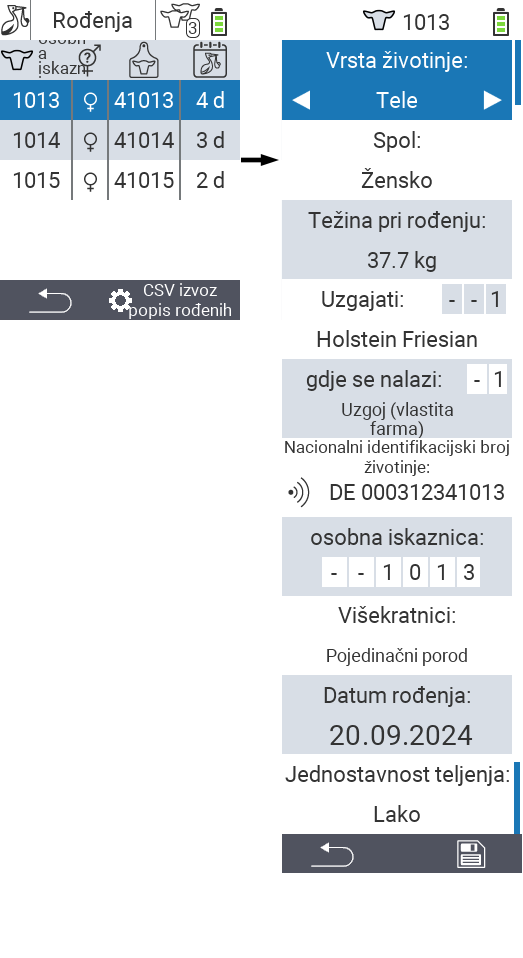 Rođenja
3
osobn
a
iskazn
1013 41013 4 d
1014 41014 3 d
1015 41015 2 d
CSV izvoz
popis rođenih
1013
Vrsta životinje:
Tele
Spol:
Žensko
Težina pri rođenju:
37.7 kg
Uzgajati: - - 1
Holstein Friesian
gdje se nalazi: - 1
Uzgoj (vlastita
farma)
Nacionalni identifikacijski broj
životinje:
DE 000312341013
osobna iskaznica:
- - 1 0 1 3
Višekratnici:
Pojedinačni porod
Datum rođenja:
20.09.2024
Jednostavnost teljenja:
Lako